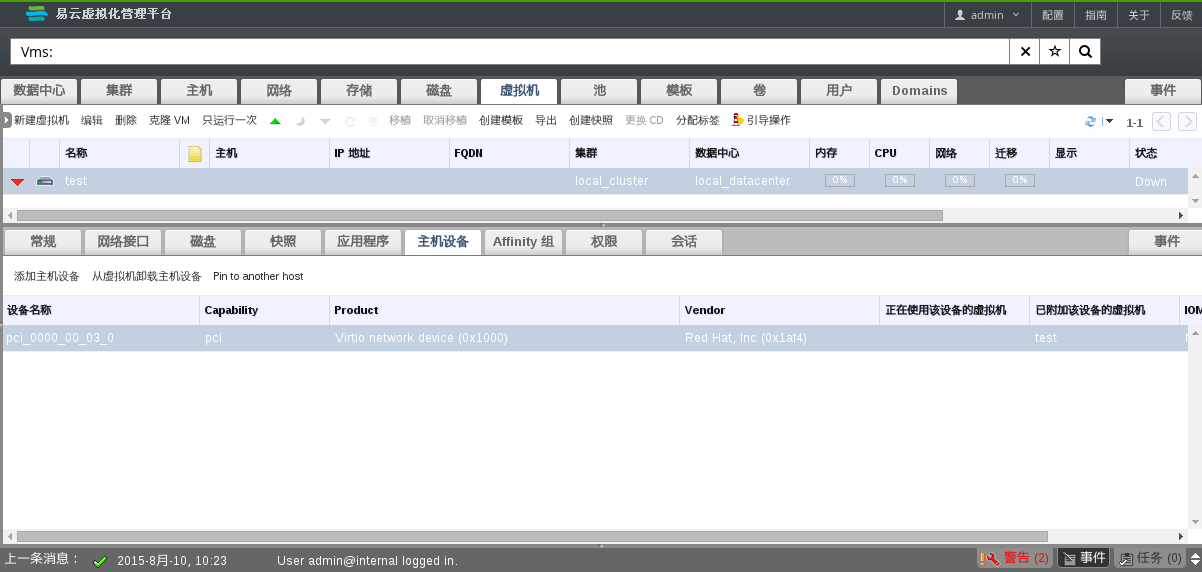 易云虚拟化管理平台 admin 配置 指南 关于 反馈
Vms:
数据中心 集群 主机 网络 存储 磁盘 虚拟机 池 模板 卷 用户 Domains 事件
新建虚拟机 编辑 删除 克隆 VM 只运行一次 移植 取消移植 创建模板 导出 创建快照 更换 CD 分配标签 引导操作 1-1
名称 主机 IP 地址 FQDN 集群 数据中心 内存 CPU 网络 迁移 显示 状态
test local_cluster local_datacenter 0% 0% 0% 0% Down
常规 网络接口 磁盘 快照 应用程序 主机设备 Affinity 组 权限 会话 事件
添加主机设备 从虚拟机卸载主机设备 Pin to another host
设备名称 Capability Product Vendor 正在使用该设备的虚拟机 已附加该设备的虚拟机 IOM
pci_0000_00_03_0 pci Virtio network device (0x1000) Red Hat, Inc (0x1af4) test
上一条消息： 2015-8月-10, 10:23 User admin@internal logged in. 警告 (2) 事件 任务 (0)